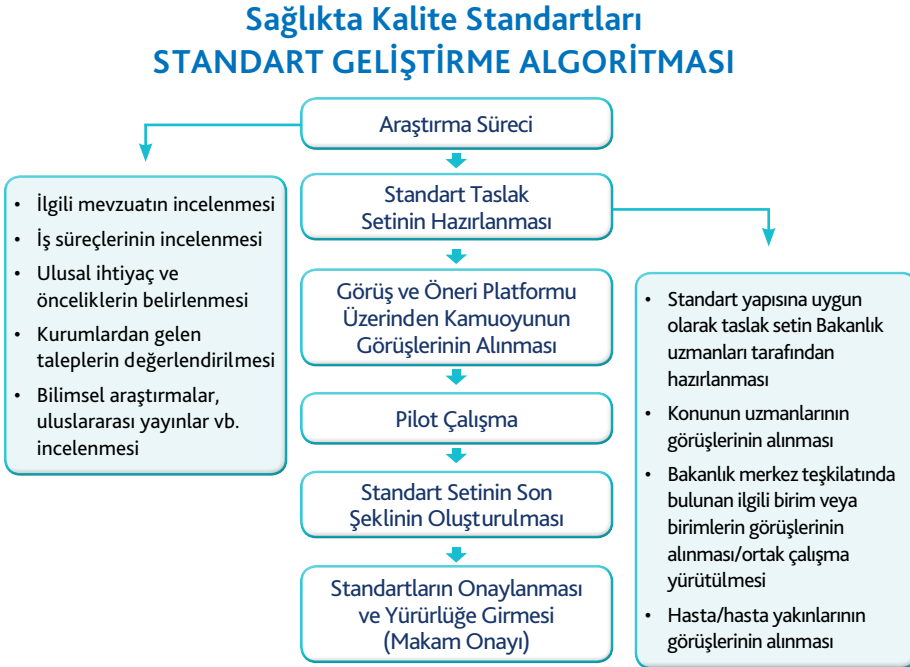 Sağlıkta Kalite Standartları
STANDART GELİŞTİRME ALGORİTMASI
Araştırma Süreci
• İlgili mevzuatın incelenmesi
• İş süreçlerinin incelenmesi
• Ulusal ihtiyaç ve
önceliklerin belirlenmesi
• Kurumlardan gelen
taleplerin değerlendirilmesi
• Bilimsel araştırmalar,
uluslararası yayınlar vb.
incelenmesi
Standart Taslak
Setinin Hazırlanması
• Standart yapısına uygun
olarak taslak setin Bakanlık
uzmanları tarafından
hazırlanması
• Konunun uzmanlarının
görüşlerinin alınması
• Bakanlık merkez teşkilatında
bulunan ilgili birim veya
birimlerin görüşlerinin
alınması/ortak çalışma
yürütülmesi
• Hasta/hasta yakınlarının
görüşlerinin alınması
Görüş ve Öneri Platformu
Üzerinden Kamuoyunun
Görüşlerinin Alınması
Pilot Çalışma
Standart Setinin Son
Şeklinin Oluşturulması
Standartların Onaylanması
ve Yürürlüğe Girmesi
(Makam Onayı)